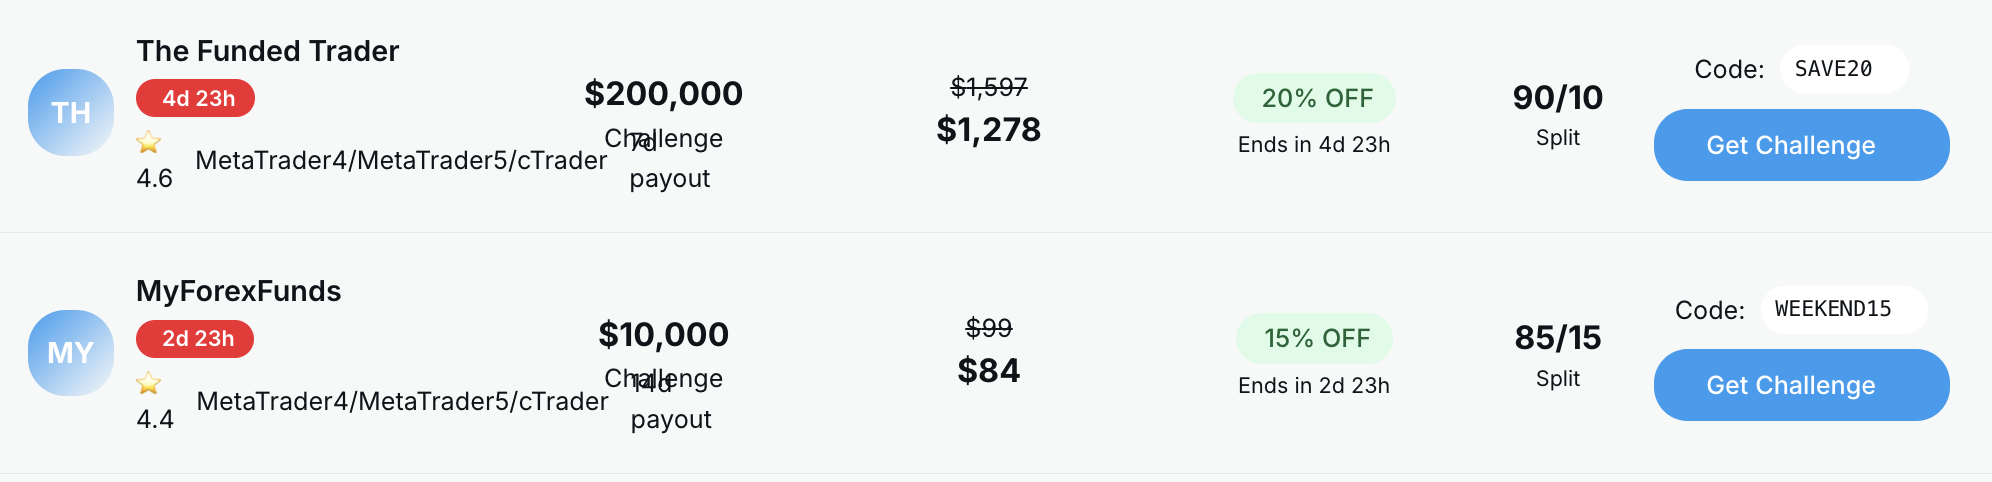 TH
The Funded Trader
4d 23h
4.6
MetaTrader4/MetaTrader5/cTrader
7d
payout
$200,000
Challenge
$1,597
$1,278
20% OFF
Ends in 4d 23h
90/10
Split
Code: SAVE20
Get Challenge
MY
MyForexFunds
2d 23h
4.4
MetaTrader4/MetaTrader5/cTrader
14d
payout
$10,000
Challenge
$99
$84
15% OFF
Ends in 2d 23h
85/15
Split
Code: WEEKEND15
Get Challenge